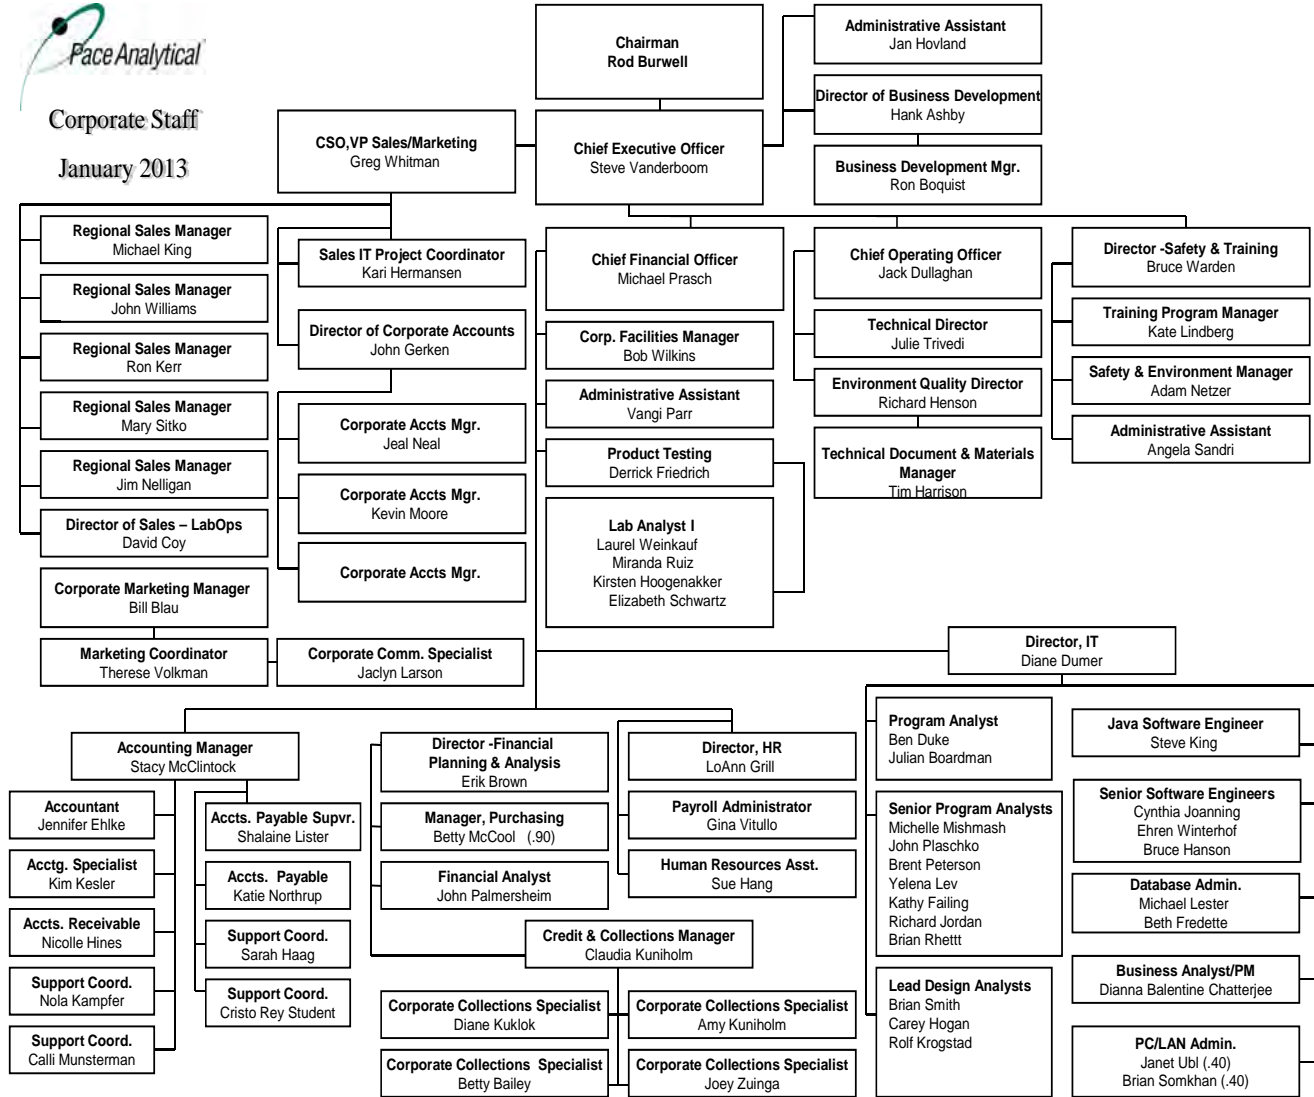 Pace Analytical
Corporate Staff
January 2013
Chairman
Rod Burwell
Administrative Assistant
Jan Hovland
Director of Business Development
Hank Ashby
CSO,VP Sales/Marketing
Greg Whitman
Chief Executive Officer
Steve Vanderboom
Business Development Mgr.
Ron Boquist
Regional Sales Manager
Michael King
Regional Sales Manager
John Williams
Regional Sales Manager
Ron Kerr
Regional Sales Manager
Mary Sitko
Regional Sales Manager
Jim Nelligan
Director of Sales – LabOps
David Coy
Corporate Marketing Manager
Bill Blau
Marketing Coordinator
Therese Volkman
Corporate Comm. Specialist
Jaclyn Larson
Sales IT Project Coordinator
Kari Hermansen
Director of Corporate Accounts
John Gerken
Corporate Accts Mgr.
Jeal Neal
Corporate Accts Mgr.
Kevin Moore
Corporate Accts Mgr.
Chief Financial Officer
Michael Prasch
Corp. Facilities Manager
Bob Wilkins
Administrative Assistant
Vangi Parr
Product Testing
Derrick Friedrich
Lab Analyst I
Laurel Weinkauf
Miranda Ruiz
Kirsten Hoogenakker
Elizabeth Schwartz
Chief Operating Officer
Jack Dullaghan
Technical Director
Julie Trivedi
Environment Quality Director
Richard Henson
Technical Document & Materials
Manager
Tim Harrison
Director -Safety & Training
Bruce Warden
Training Program Manager
Kate Lindberg
Safety & Environment Manager
Adam Netzer
Administrative Assistant
Angela Sandri
Director, IT
Diane Dumer
Accounting Manager
Stacy McClintock
Accountant
Jennifer Ehlke
Acctg. Specialist
Kim Kesler
Accts. Receivable
Nicolle Hines
Support Coord.
Nola Kampfer
Support Coord.
Calli Munsterman
Accts. Payable Supvr.
Shalaine Lister
Accts. Payable
Katie Northrup
Support Coord.
Sarah Haag
Support Coord.
Cristo Rey Student
Director -Financial
Planning & Analysis
Erik Brown
Manager, Purchasing
Betty McCool (.90)
Financial Analyst
John Palmersheim
Credit & Collections Manager
Claudia Kuniholm
Corporate Collections Specialist
Diane Kuklok
Corporate Collections Specialist
Amy Kuniholm
Corporate Collections Specialist
Betty Bailey
Corporate Collections Specialist
Joey Zuinga
Director, HR
LoAnn Grill
Payroll Administrator
Gina Vitullo
Human Resources Asst.
Sue Hang
Program Analyst
Ben Duke
Julian Boardman
Senior Program Analysts
Michelle Mishmash
John Plaschko
Brent Peterson
Yelena Lev
Kathy Failing
Richard Jordan
Brian Rhettt
Lead Design Analysts
Brian Smith
Carey Hogan
Rolf Krogstad
Java Software Engineer
Steve King
Senior Software Engineers
Cynthia Joanning
Ehren Winterhof
Bruce Hanson
Database Admin.
Michael Lester
Beth Fredette
Business Analyst/PM
Dianna Balentine Chatterjee
PC/LAN Admin.
Janet Ubl (.40)
Brian Somkhan (.40)